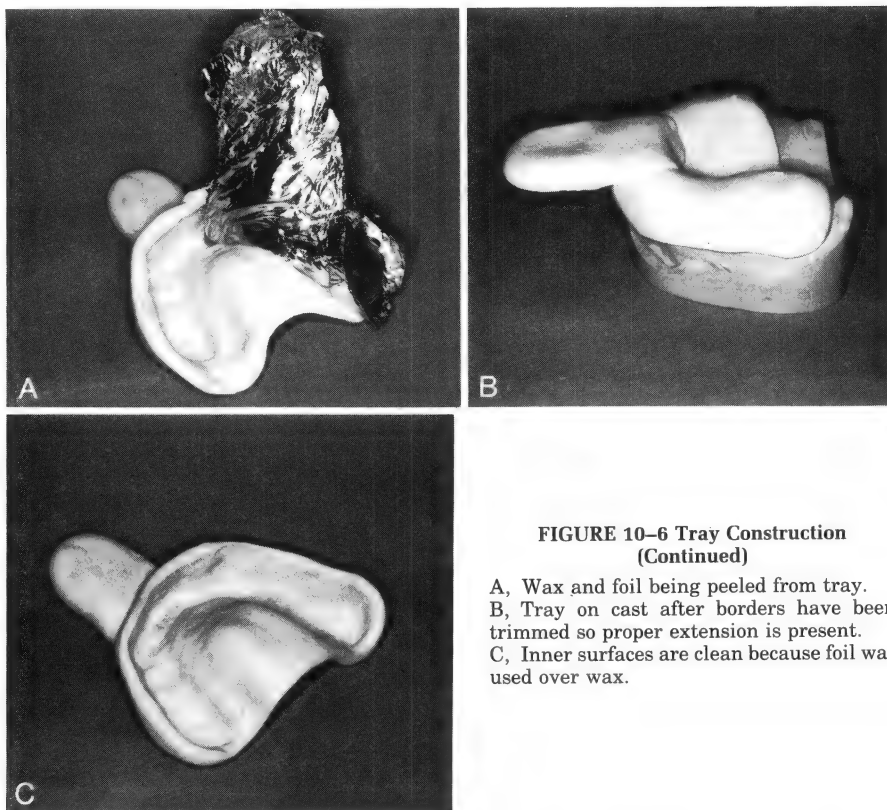 A
B
C
FIGURE 10–6 Tray Construction
(Continued)
A, Wax and foil being peeled from tray.
B, Tray on cast after borders have been
trimmed so proper extension is present.
C, Inner surfaces are clean because foil wa
used over wax.